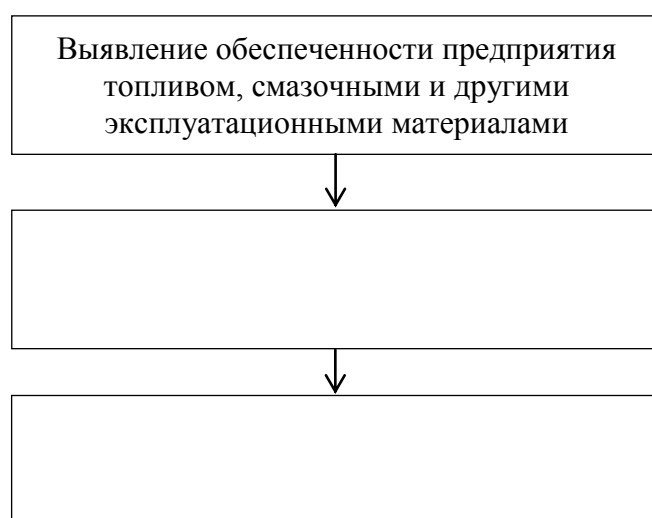 Выявление обеспеченности предприятия
топливом, смазочными и другими
эксплуатационными материалами